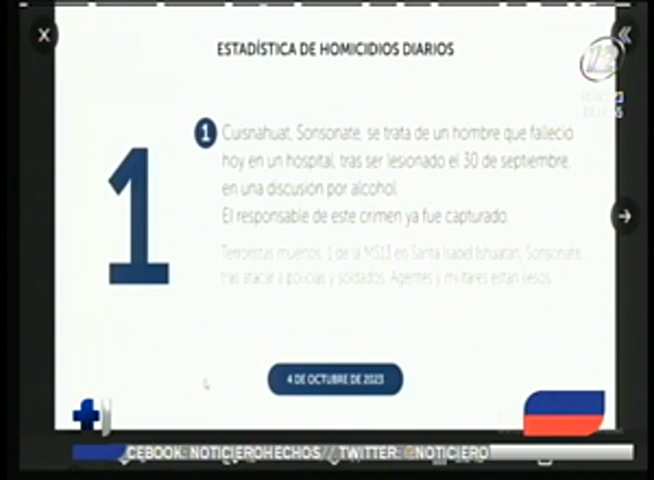 ESTADÍSTICA DE HOMICIDIOS DIARIOS
12
1
1 Cuisnahuat, Sonsonate, se trata de un hombre que falleció
hoy en un hospital, tras ser lesionado el 30 de septiembre,
en una discusión por alcohol.
El responsable de este crimen ya fue capturado.
Terroristas muertos: 1 de la MS13 en Santa Isabel Ishuatán, Sonsonate,
tras atacar a policías y soldados. Agentes y militares están ilesos.
4 DE OCTUBRE DE 2023
CEBOOK: NOTICIEROHECHOS // TWITTER: @NOTICIERO